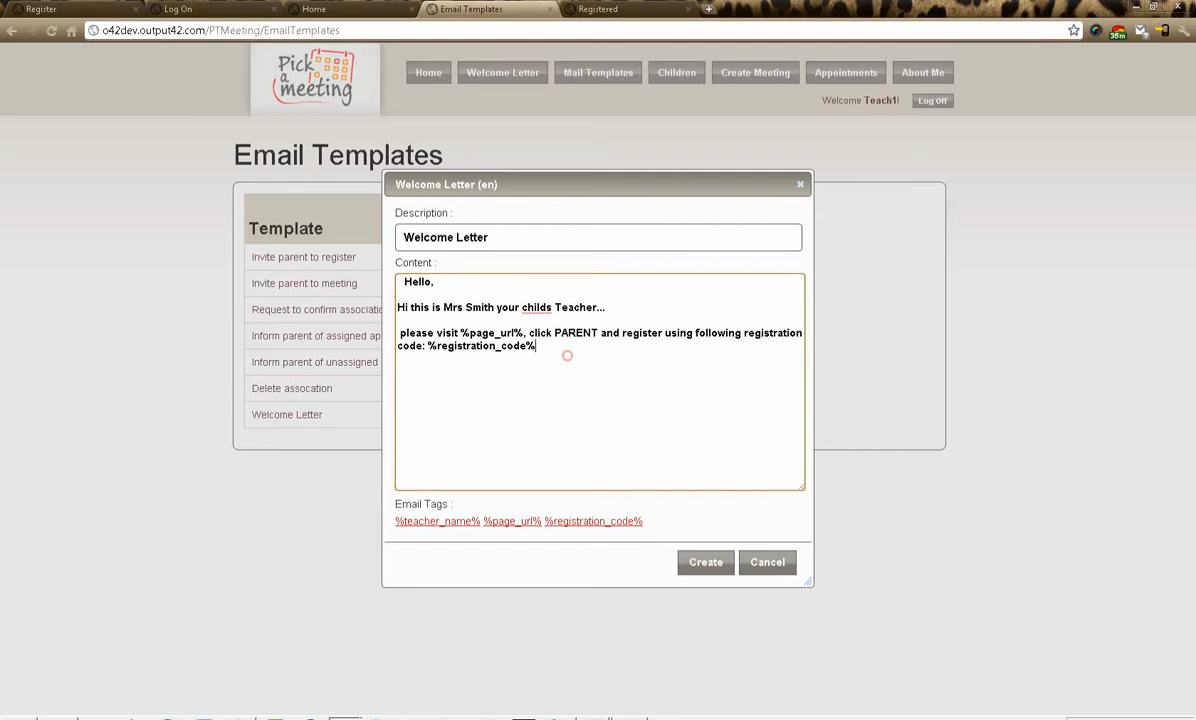 Register
Log On
Home
Email Templates
Registered
o42dev.output42.com/PTMeeting/EmailTemplates
35m
Pick a meeting
Home
Welcome Letter
Mail Templates
Children
Create Meeting
Appointments
About Me
Welcome Teach1!
Log Off
Email Templates
Template
Invite parent to register
Invite parent to meeting
Request to confirm associatio
Inform parent of assigned ap
Inform parent of unassigned
Delete assocation
Welcome Letter
Welcome Letter (en)
Description :
Welcome Letter
Content :
Hello,
Hi this is Mrs Smith your childs Teacher...
please visit %page_url%, click PARENT and register using following registration
code: %registration_code%
Email Tags :
%teacher_name% %page_url% %registration_code%
Create
Cancel